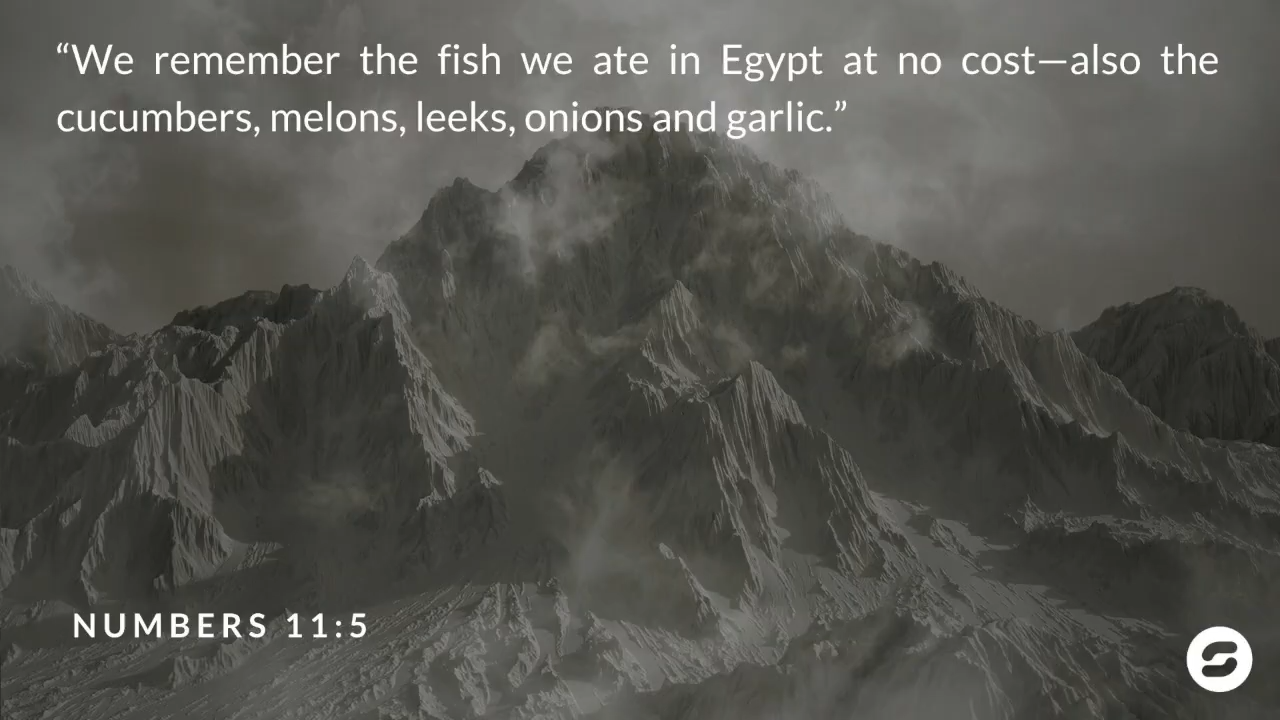 “We remember the fish we ate in Egypt at no cost—also the
cucumbers, melons, leeks, onions and garlic.”
NUMBERS 11:5